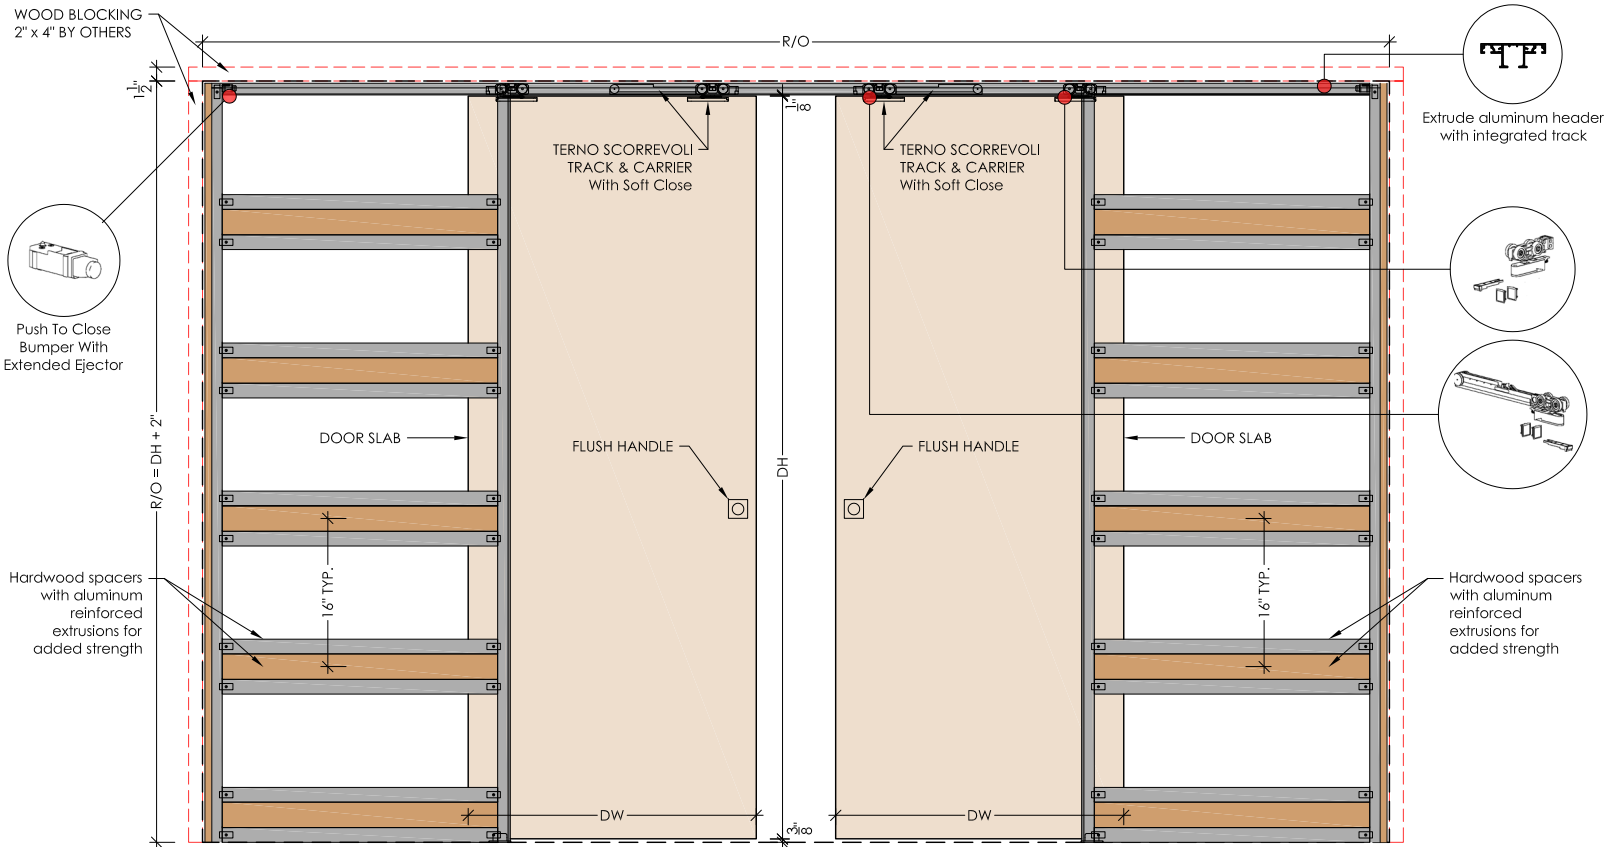 WOOD BLOCKING
2" x 4" BY OTHERS
R/O
1 1/2"
1/8"
Extrude aluminum header
with integrated track
TERNO SCORREVOLI
TRACK & CARRIER
With Soft Close
TERNO SCORREVOLI
TRACK & CARRIER
With Soft Close
Push To Close
Bumper With
Extended Ejector
R/O = DH + 2"
DOOR SLAB
FLUSH HANDLE
DH
FLUSH HANDLE
DOOR SLAB
Hardwood spacers
with aluminum
reinforced
extrusions for
added strength
16" TYP.
16" TYP.
Hardwood spacers
with aluminum
reinforced
extrusions for
added strength
DW
3/8"
DW